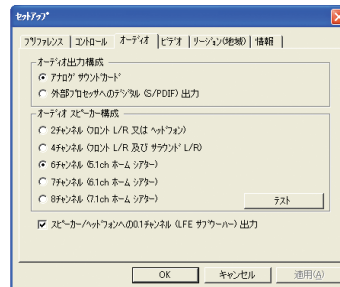 セットアップ
プリファレンス
コントロール
オーディオ
ビデオ
リージョン(地域)
情報
オーディオ出力構成
アナログ サウンドカード
外部プロセッサへのデジタル (S/PDIF) 出力
オーディオ スピーカー構成
2チャンネル (フロント L/R 又は ヘッドフォン)
4チャンネル (フロント L/R 及び サラウンド L/R)
6チャンネル (5.1ch ホーム シアター)
7チャンネル (6.1ch ホーム シアター)
8チャンネル (7.1ch ホーム シアター)
テスト
スピーカー/ヘッドフォンへの0.1チャンネル (LFE サブウーハー) 出力
OK
キャンセル
適用(A)